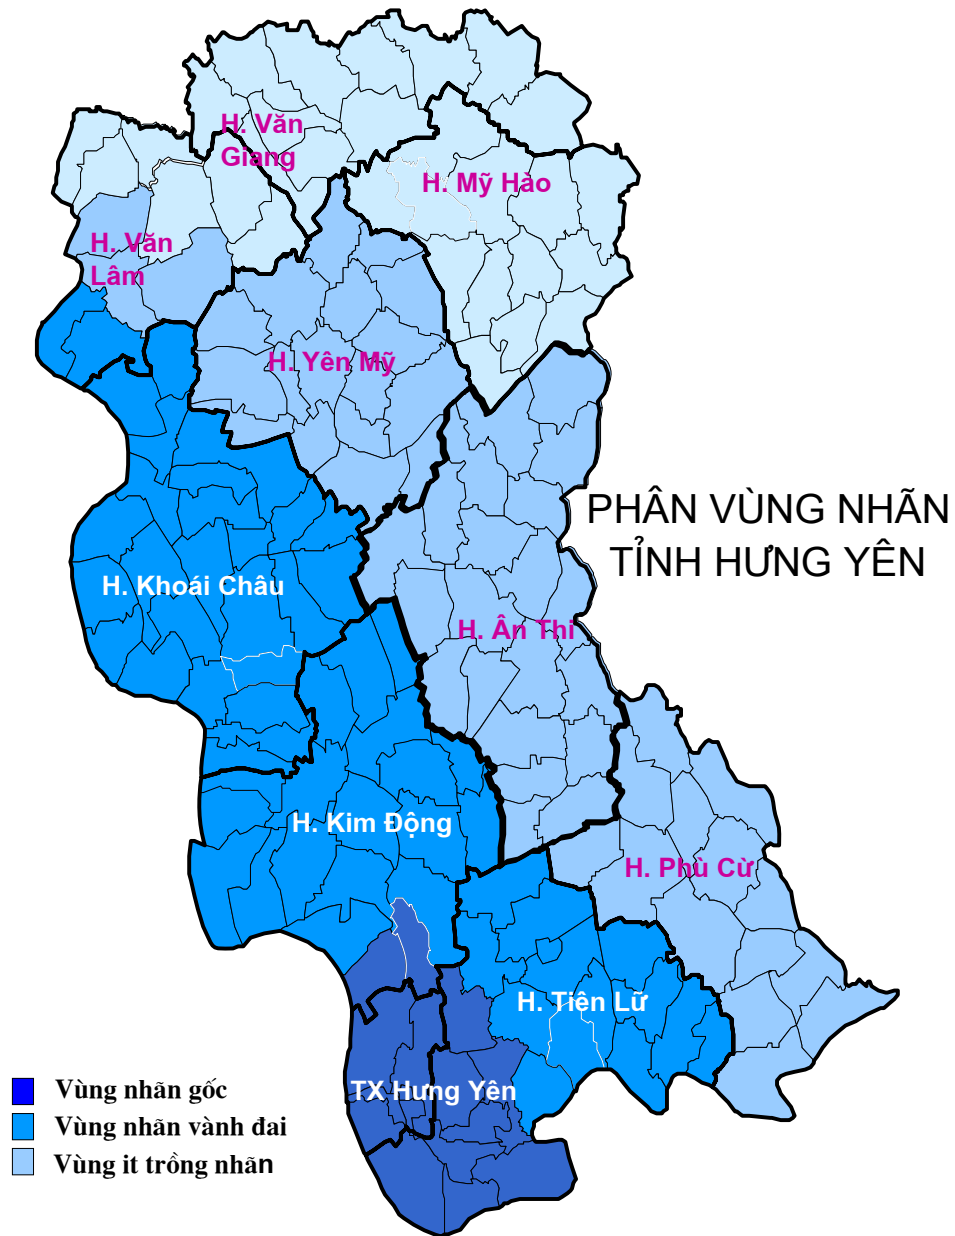 H. Văn
Giang
H. Mỹ Hào
H. Văn
Lâm
H. Yên Mỹ
PHÂN VÙNG NHÃN
TỈNH HƯNG YÊN
H. Khoái Châu
H. Ân Thi
H. Kim Động
H. Phù Cừ
H. Tiên Lữ
TX Hưng Yên
Vùng nhãn gốc
Vùng nhãn vành đai
Vùng it trồng nhãn